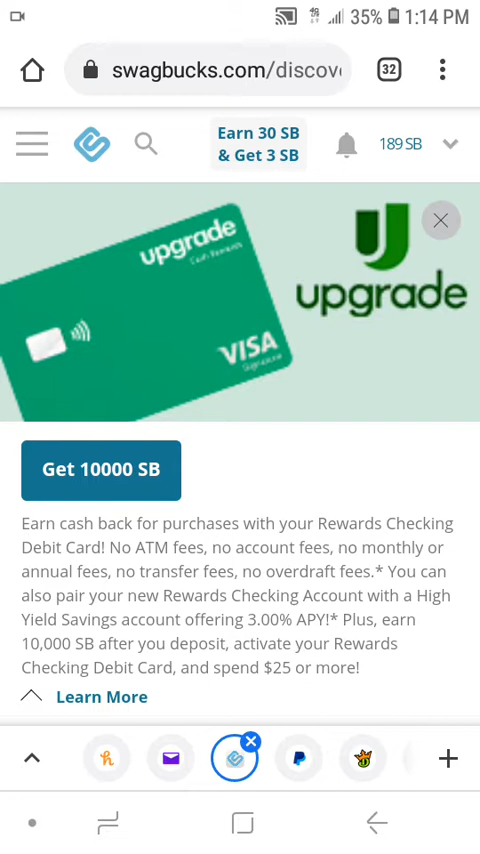 35% 1:14 PM
swagbucks.com/discov
32
Earn 30 SB
& Get 3 SB
189 SB
upgrade
Cash Rewards
VISA
Signature
upgrade
Get 10000 SB
Earn cash back for purchases with your Rewards Checking
Debit Card! No ATM fees, no account fees, no monthly or
annual fees, no transfer fees, no overdraft fees.* You can
also pair your new Rewards Checking Account with a High
Yield Savings account offering 3.00% APY!* Plus, earn
10,000 SB after you deposit, activate your Rewards
Checking Debit Card, and spend $25 or more!
Learn More